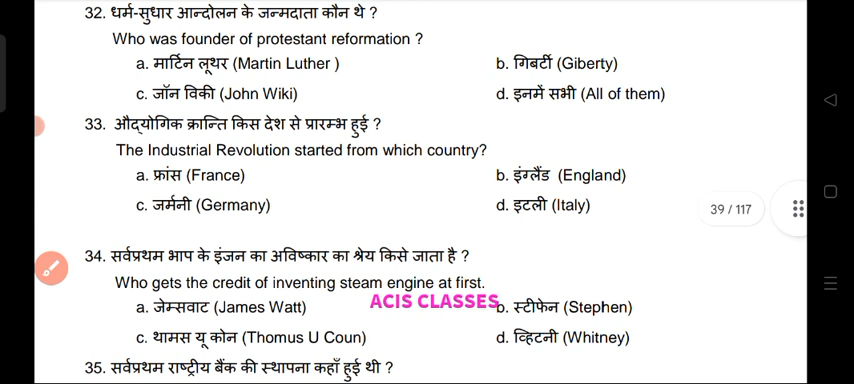 32. धर्म-सुधार आन्दोलन के जन्मदाता कौन थे ?
Who was founder of protestant reformation ?
a. मार्टिन लूथर (Martin Luther )
b. गिबर्टी (Giberty)
c. जॉन विकी (John Wiki)
d. इनमें सभी (All of them)
33. औद्योगिक क्रान्ति किस देश से प्रारम्भ हुई ?
The Industrial Revolution started from which country?
a. फ्रांस (France)
b. इंग्लैंड (England)
c. जर्मनी (Germany)
d. इटली (Italy)
39 / 117
34. सर्वप्रथम भाप के इंजन का अविष्कार का श्रेय किसे जाता है ?
Who gets the credit of inventing steam engine at first.
ACIS CLASSES
a. जेम्सवाट (James Watt)
b. स्टीफेन (Stephen)
c. थामस यू कोन (Thomus U Coun)
d. व्हिटनी (Whitney)
35. सर्वप्रथम राष्ट्रीय बैंक की स्थापना कहाँ हुई थी ?